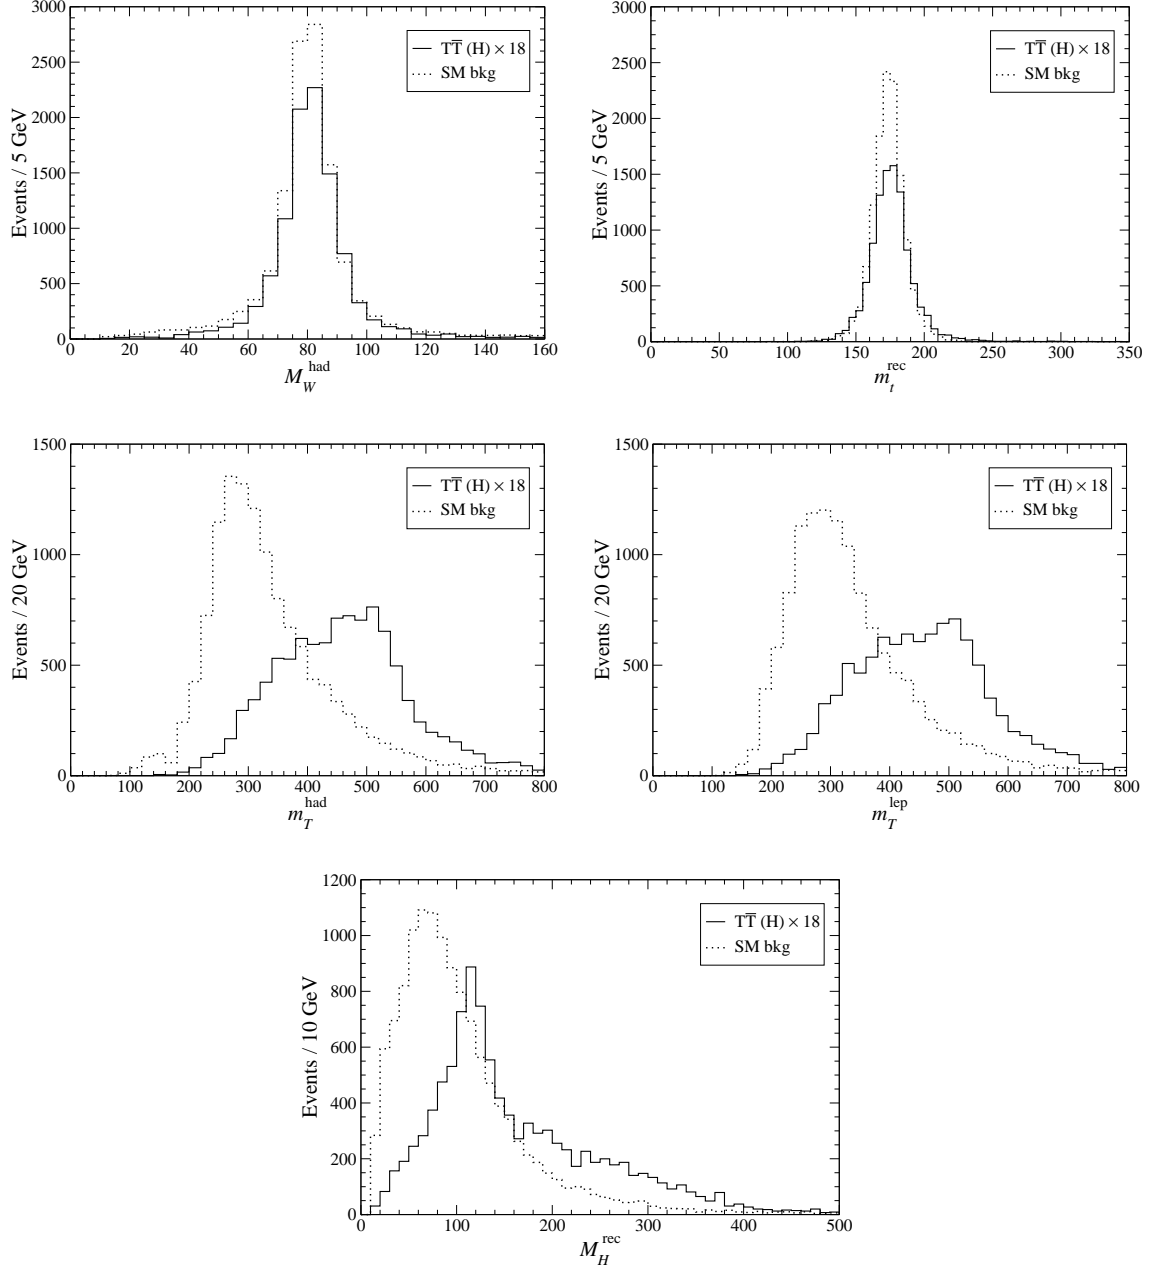 3000
2500
2000
1500
1000
500
0
Events / 5 GeV
TT̅ (H) × 18
SM bkg
0 20 40 60 80 100 120 140 160
M_W^had
3000
2500
2000
1500
1000
500
0
Events / 5 GeV
TT̅ (H) × 18
SM bkg
0 50 100 150 200 250 300 350
m_t^rec
1500
1000
500
0
Events / 20 GeV
TT̅ (H) × 18
SM bkg
0 100 200 300 400 500 600 700 800
m_T^had
1500
1000
500
0
Events / 20 GeV
TT̅ (H) × 18
SM bkg
0 100 200 300 400 500 600 700 800
m_T^lep
1200
1000
800
600
400
200
0
Events / 10 GeV
TT̅ (H) × 18
SM bkg
0 100 200 300 400 500
M_H^rec